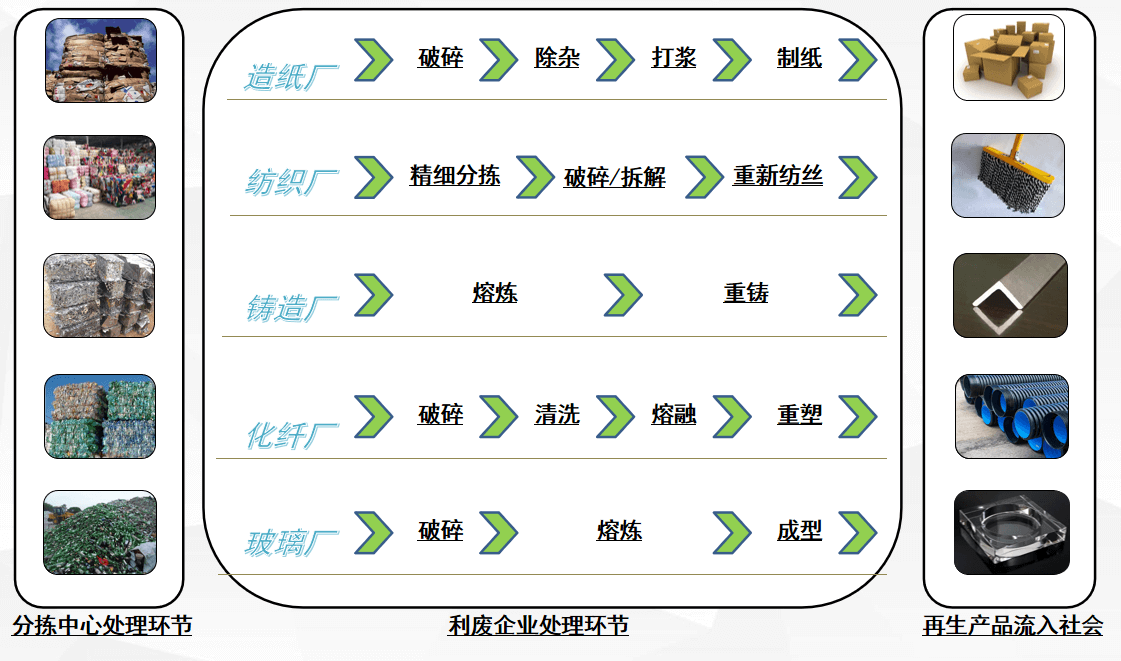 造纸厂 破碎 除杂 打浆 制纸
纺织厂 精细分拣 破碎/拆解 重新纺丝
铸造厂 熔炼 重铸
化纤厂 破碎 清洗 熔融 重塑
玻璃厂 破碎 熔炼 成型
分拣中心处理环节 利废企业处理环节 再生产品流入社会